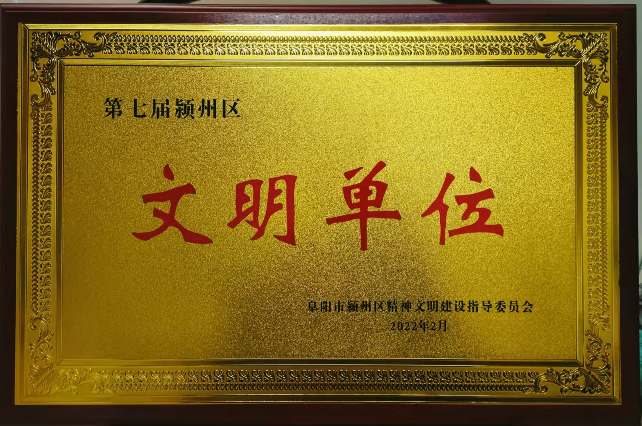 第七届颍州区
文明单位
阜阳市颍州区精神文明建设指导委员会
2022年2月